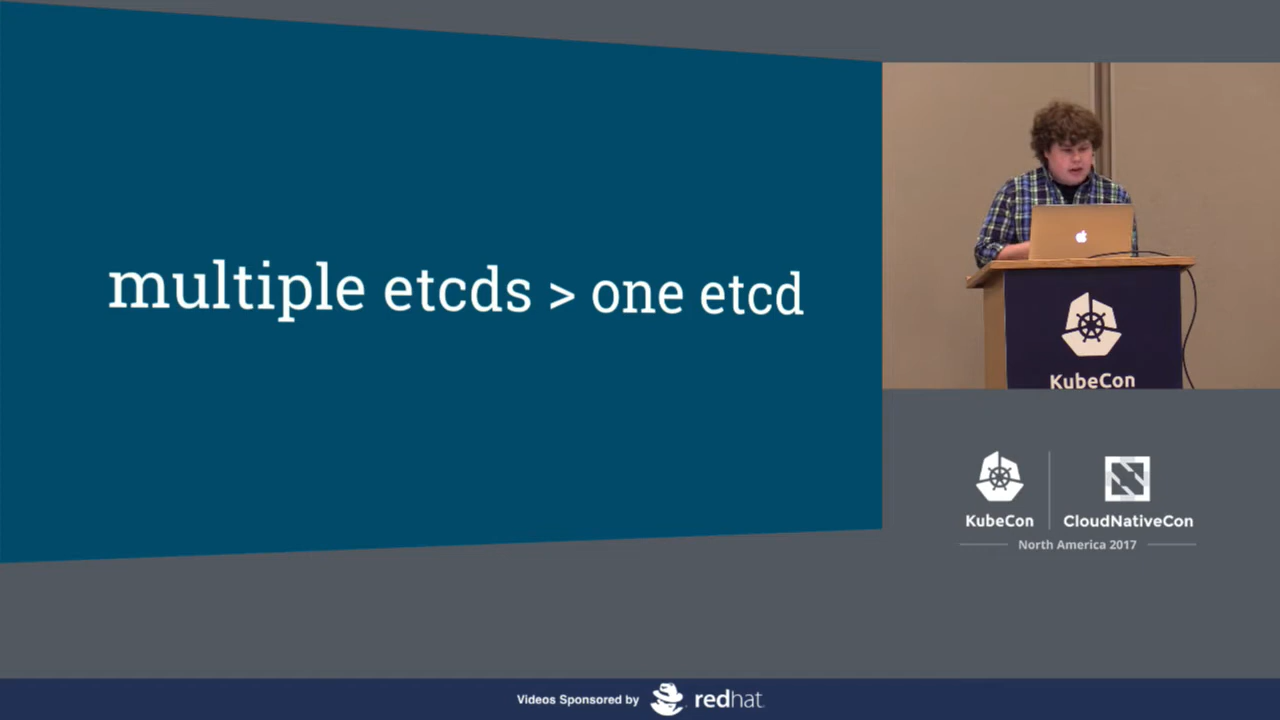 multiple etcds > one etcd
KubeCon
KubeCon
CloudNativeCon
North America 2017
Videos Sponsored by
redhat.